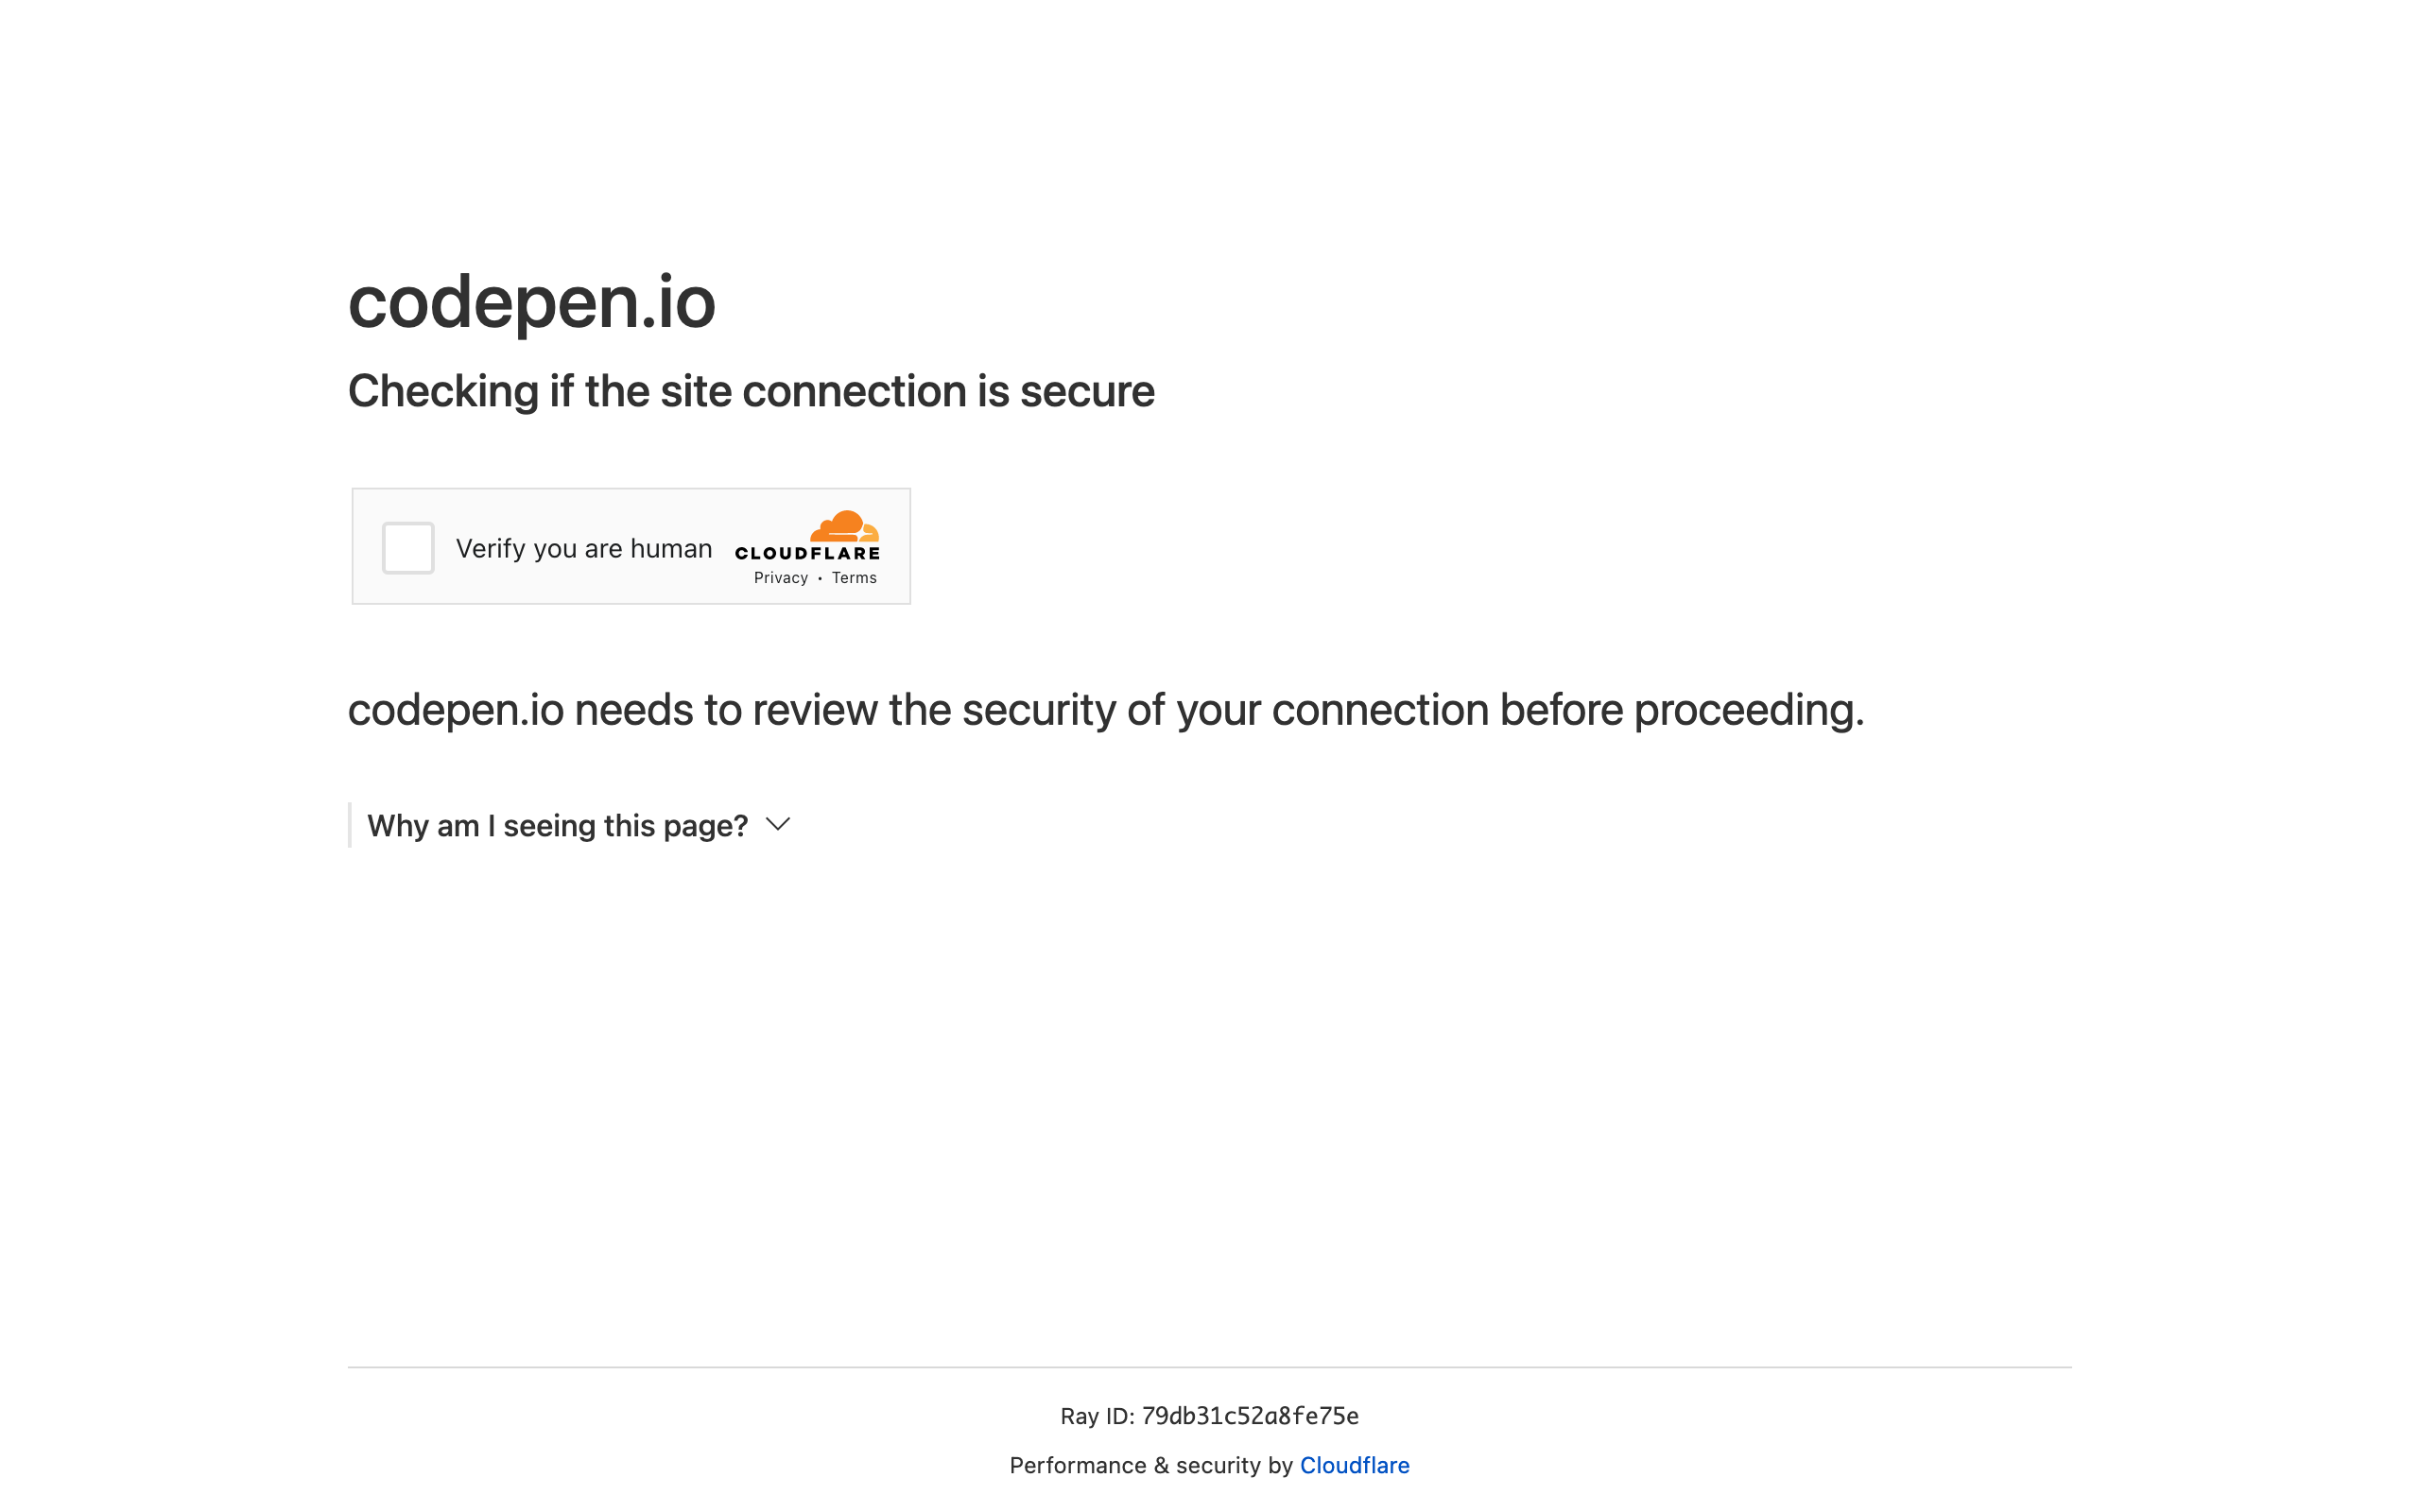 codepen.io
Checking if the site connection is secure
Verify you are human
CLOUDFLARE
Privacy • Terms
codepen.io needs to review the security of your connection before proceeding.
Why am I seeing this page?
Ray ID: 79db31c52a8fe75e
Performance & security by Cloudflare